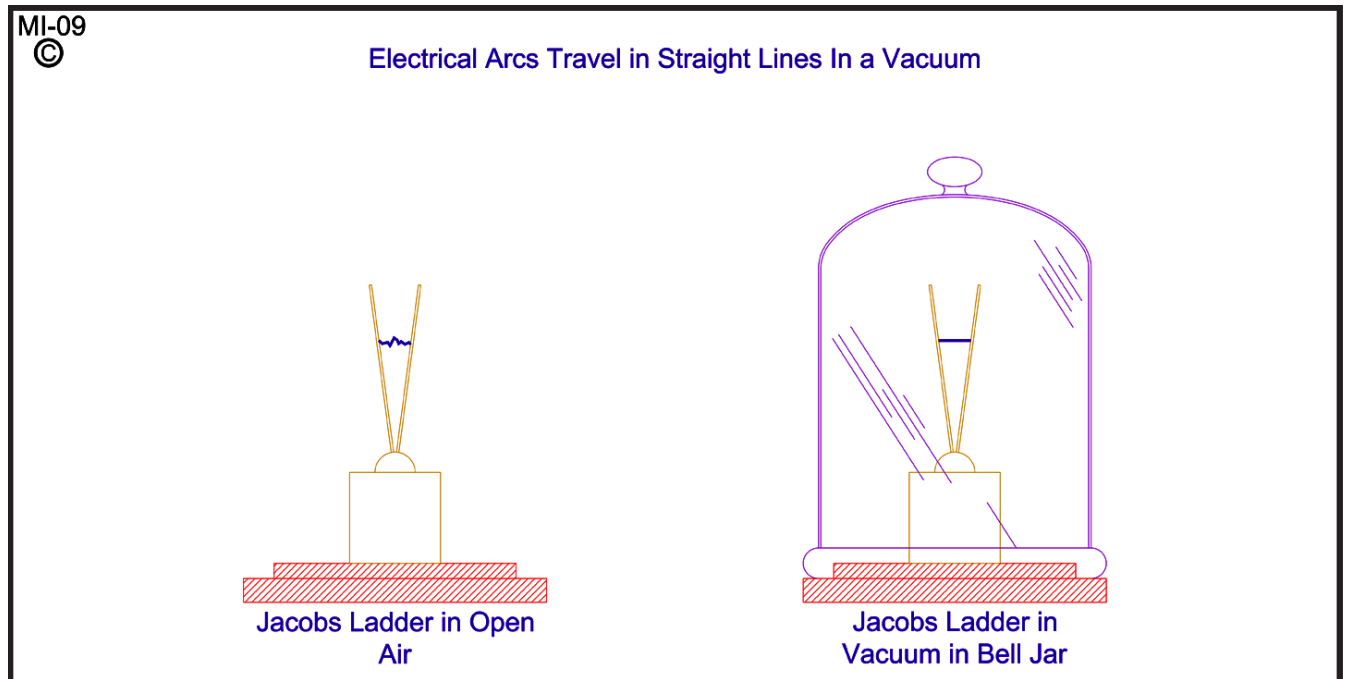 MI-09
©
Electrical Arcs Travel in Straight Lines In a Vacuum
Jacobs Ladder in Open
Air
Jacobs Ladder in
Vacuum in Bell Jar